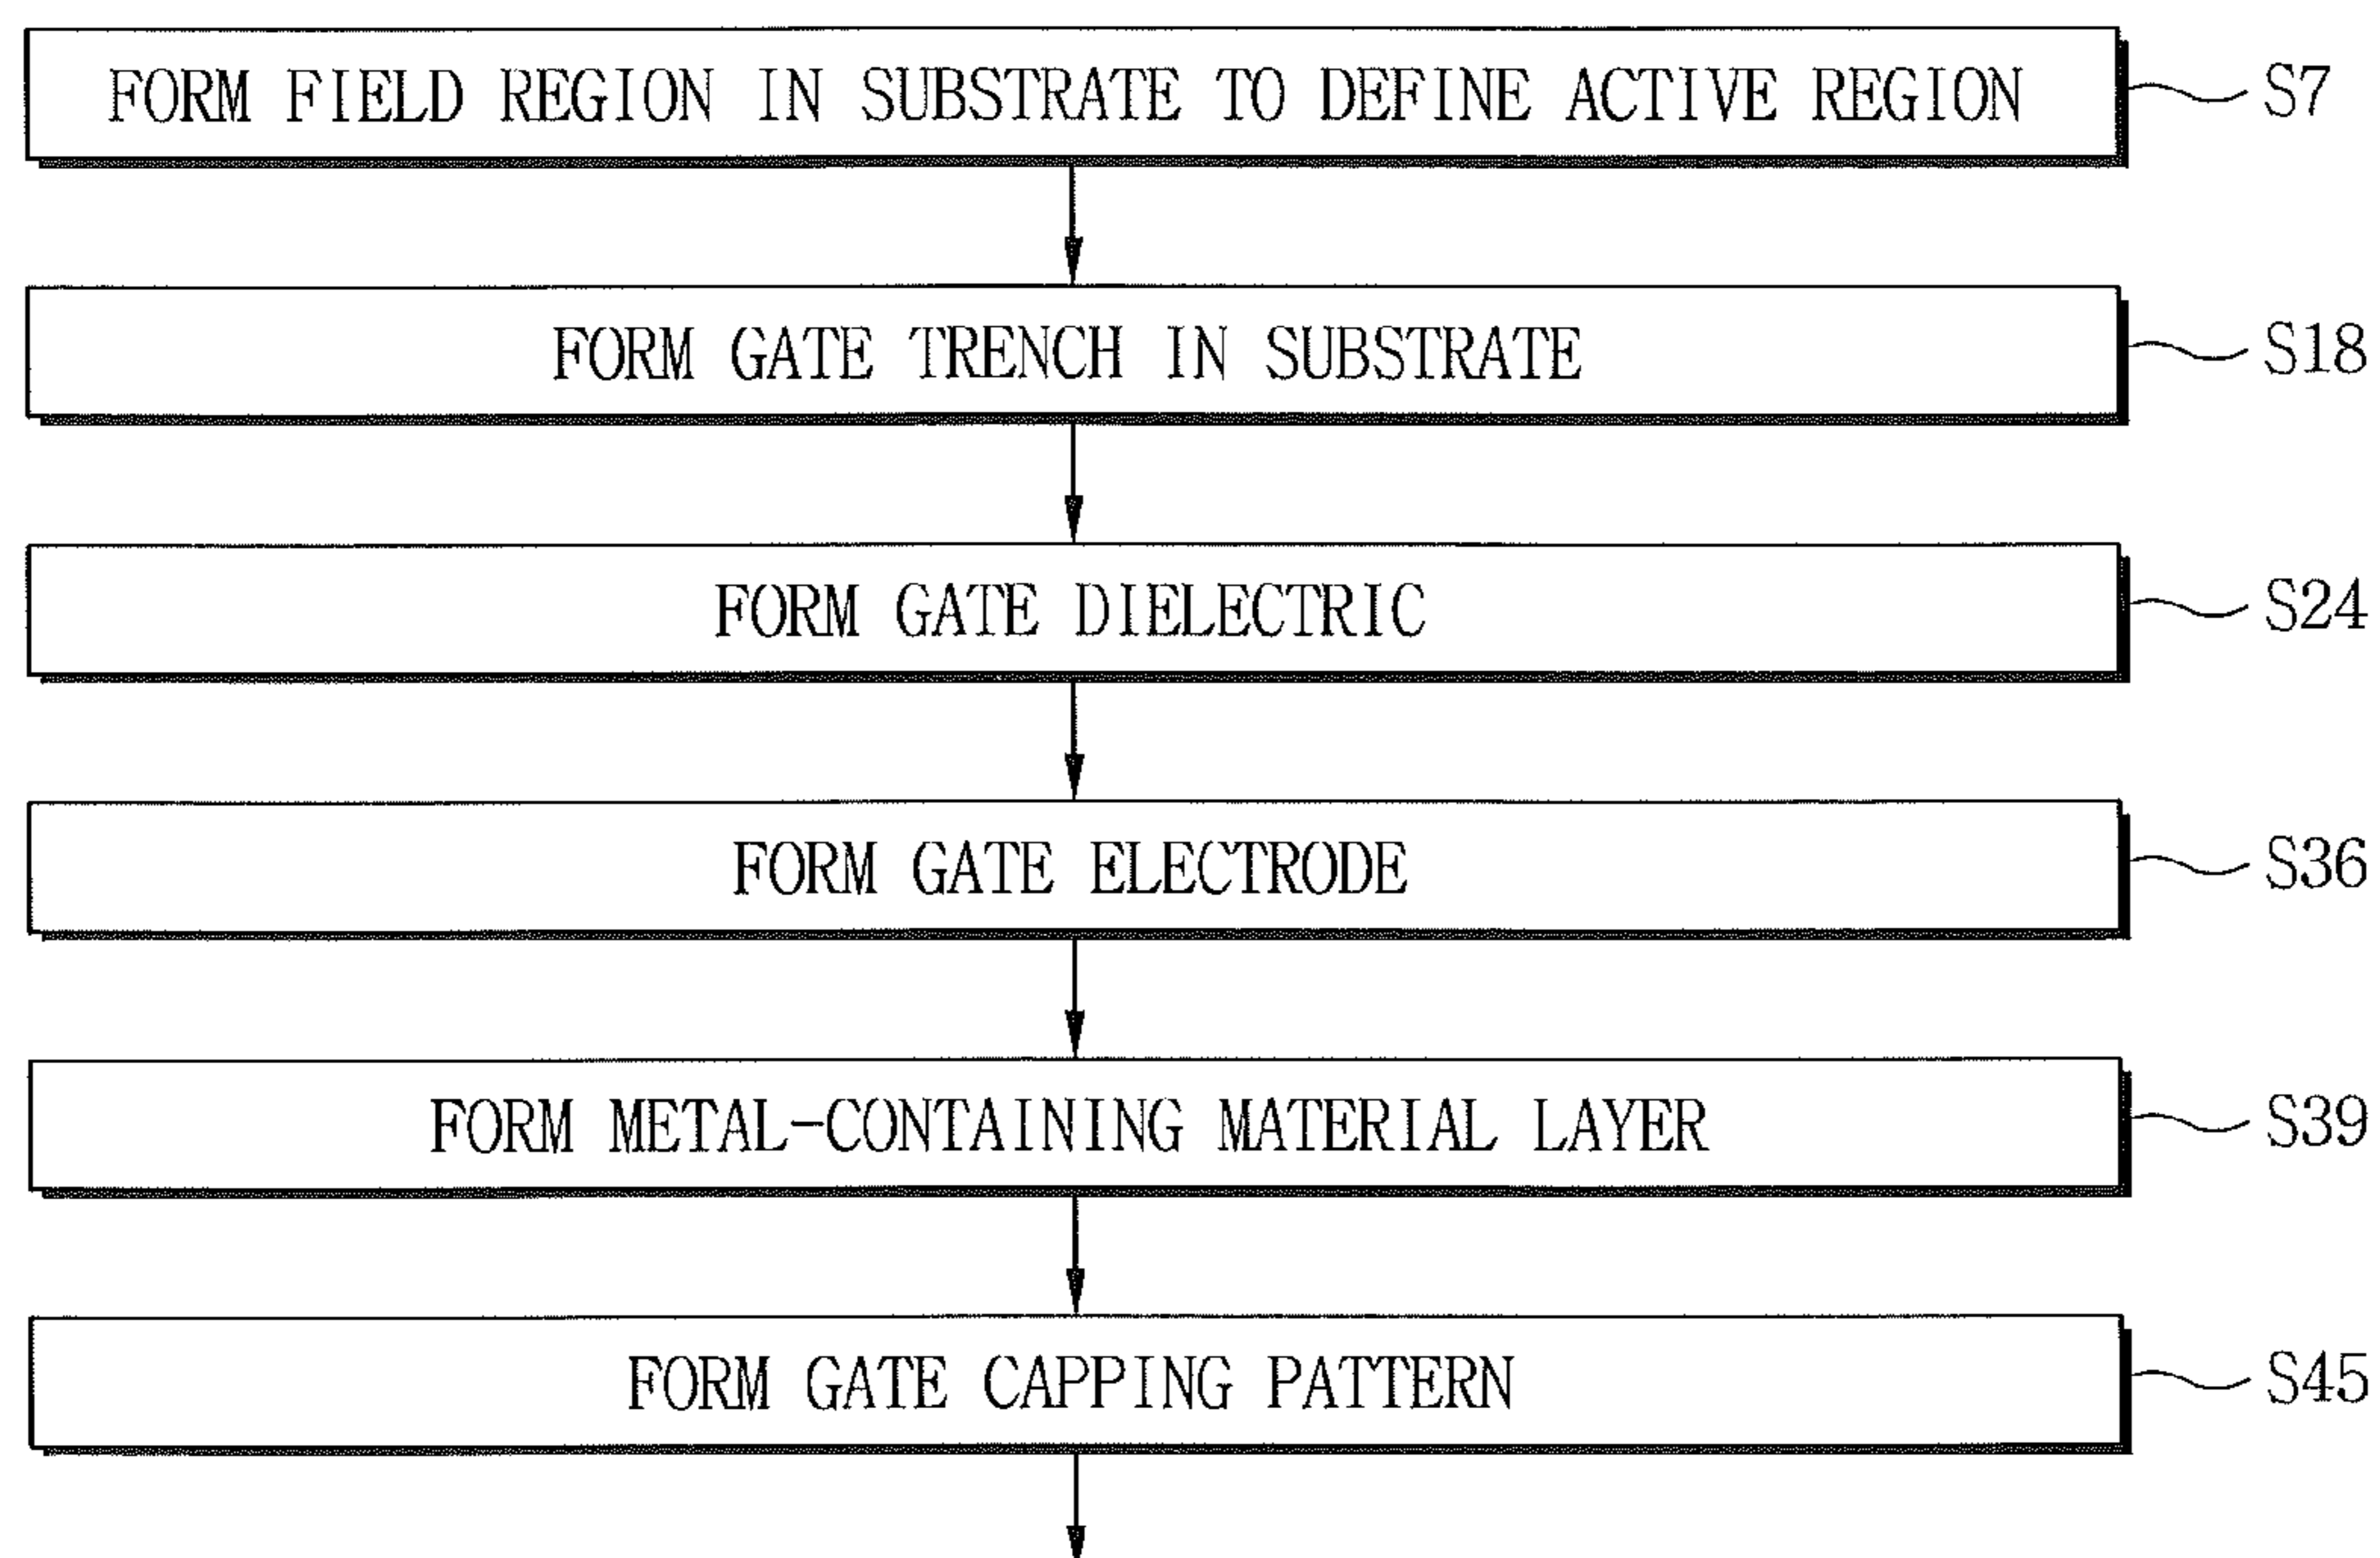 FORM FIELD REGION IN SUBSTRATE TO DEFINE ACTIVE REGION S7
FORM GATE TRENCH IN SUBSTRATE S18
FORM GATE DIELECTRIC S24
FORM GATE ELECTRODE S36
FORM METAL-CONTAINING MATERIAL LAYER S39
FORM GATE CAPPING PATTERN S45